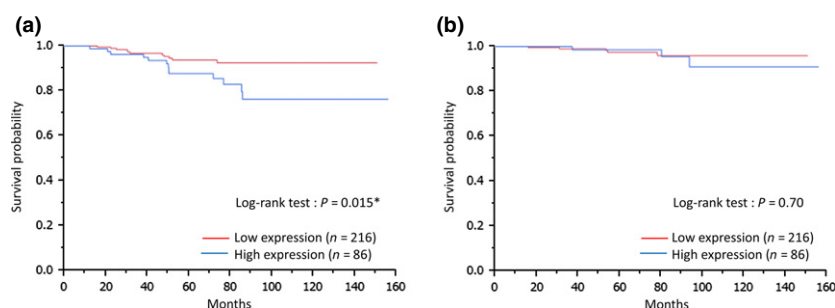 (a)
1.0
0.8
0.6
0.4
0.2
0.0
Survival probability
Log-rank test : P = 0.015*
Low expression (n = 216)
High expression (n = 86)
0 20 40 60 80 100 120 140 160
Months
(b)
1.0
0.8
0.6
0.4
0.2
0.0
Survival probability
Log-rank test : P = 0.70
Low expression (n = 216)
High expression (n = 86)
0 20 40 60 80 100 120 140 160
Months